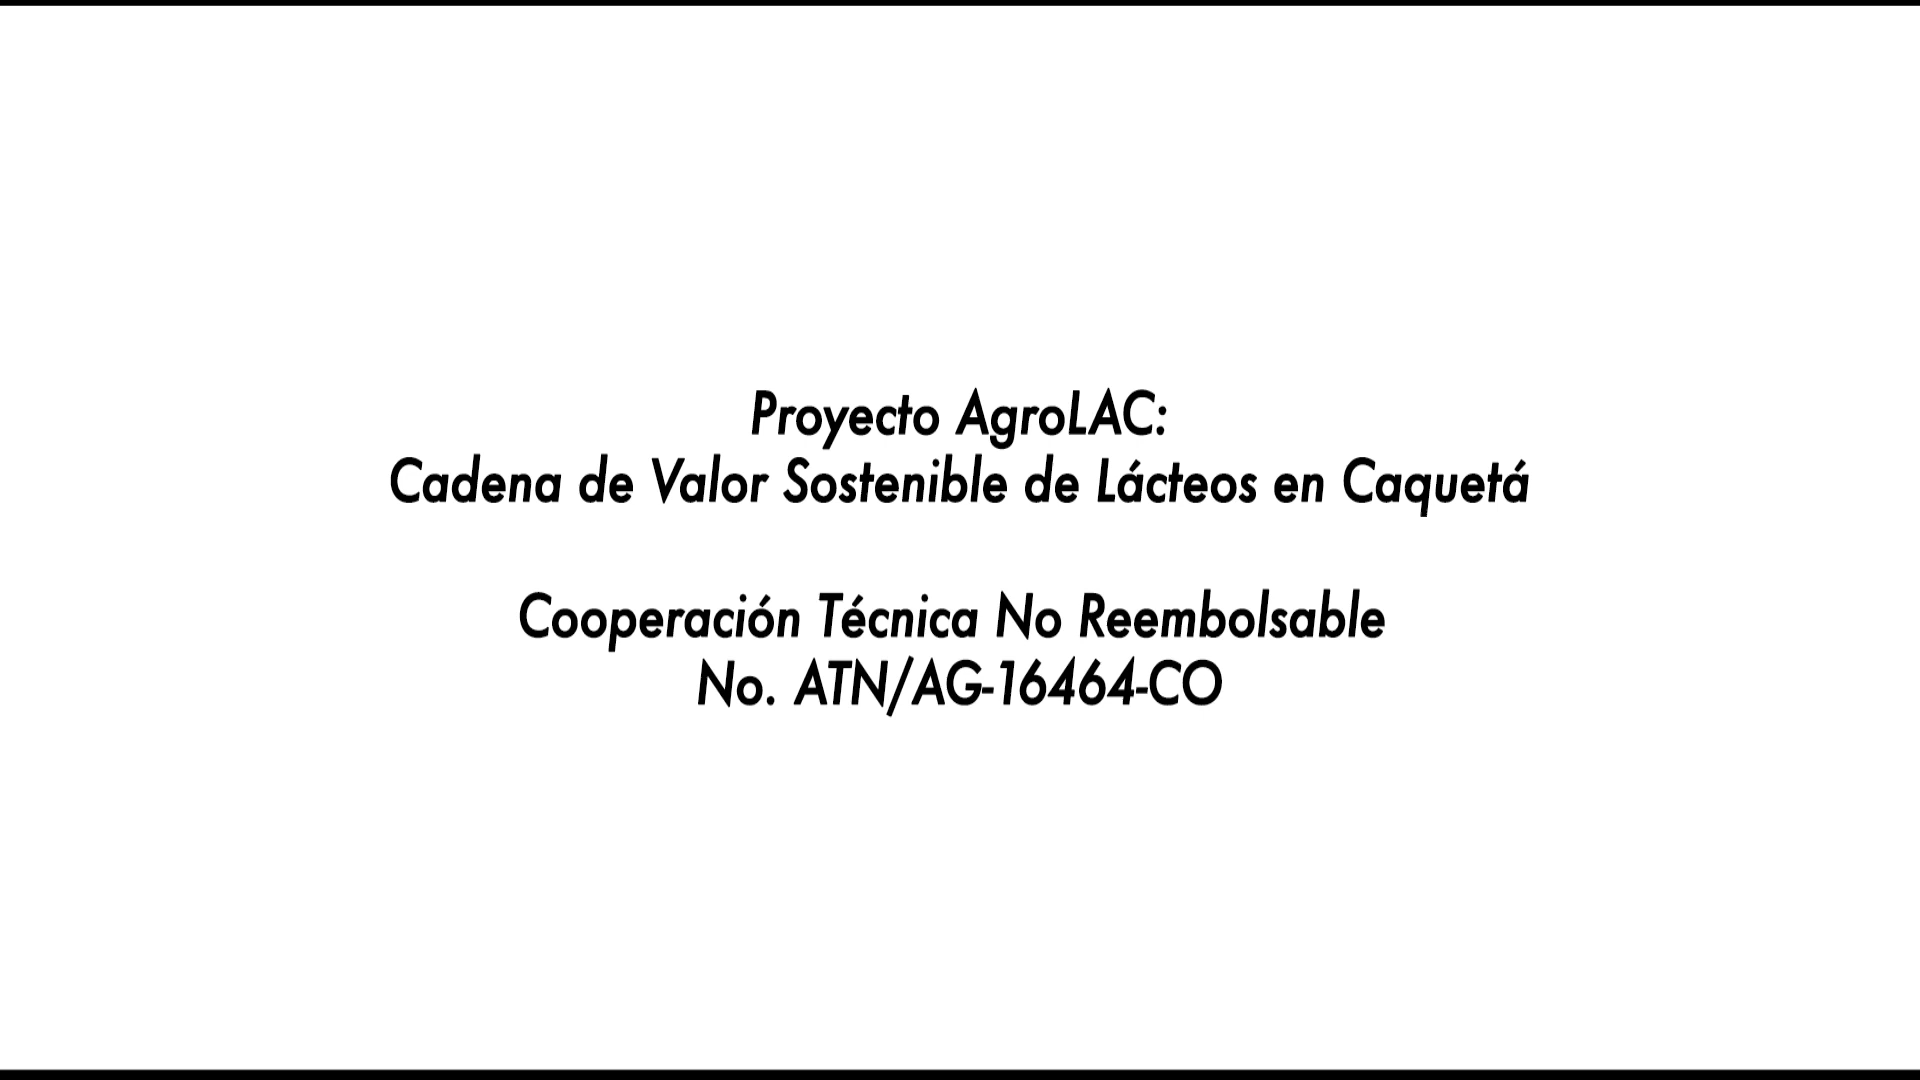 Proyecto AgroLAC:
Cadena de Valor Sostenible de Lácteos en Caquetá
Cooperación Técnica No Reembolsable
No. ATN/AG-16464-CO